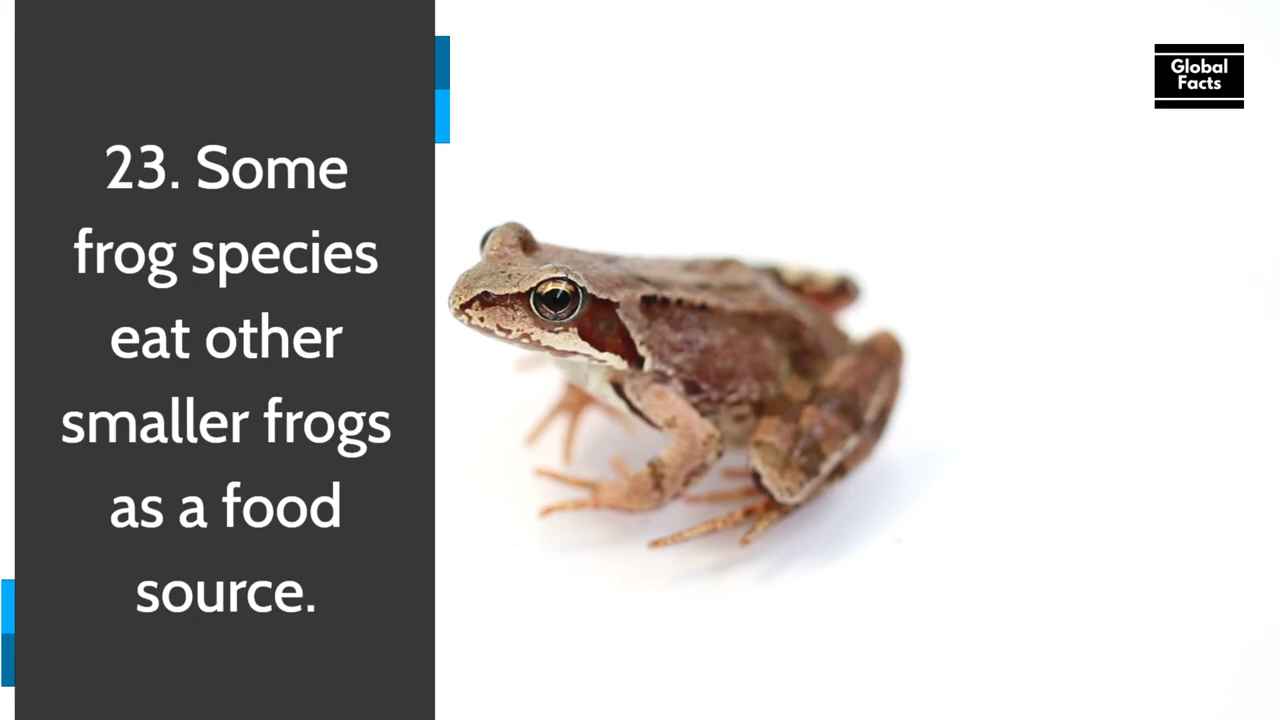 23. Some
frog species
eat other
smaller frogs
as a food
source.
Global
Facts